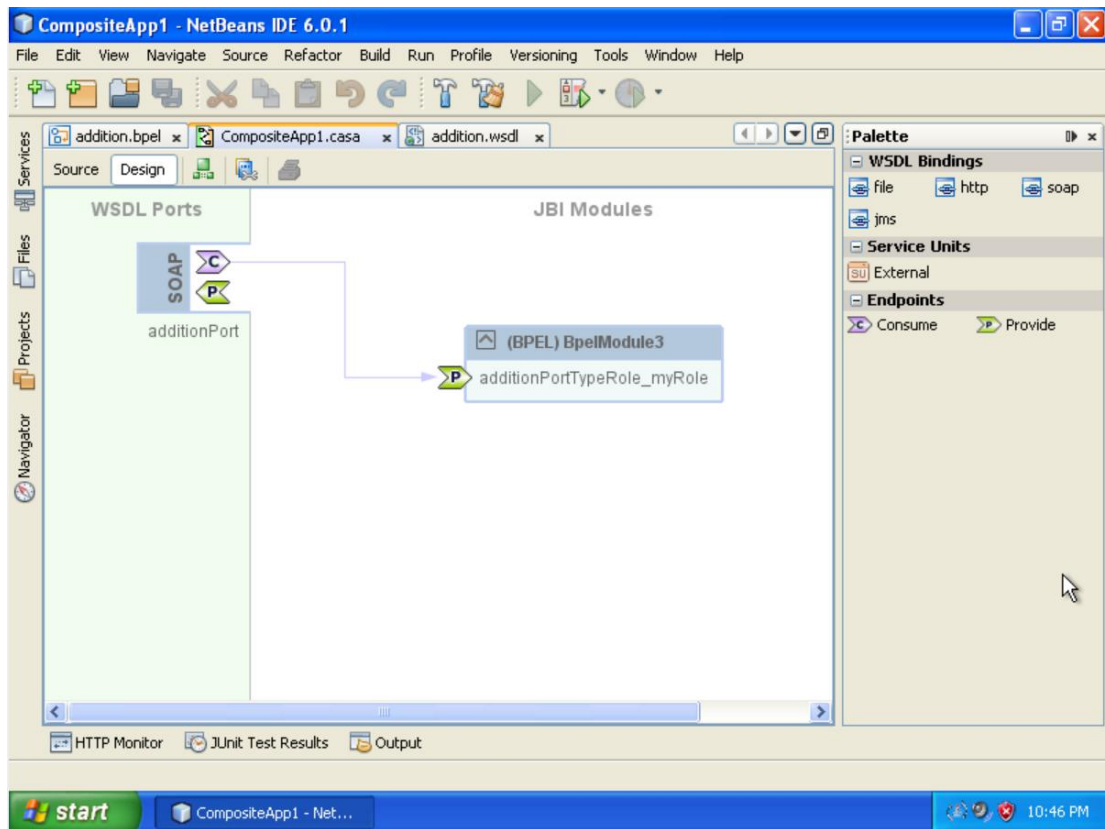 CompositeApp1 - NetBeans IDE 6.0.1
File Edit View Navigate Source Refactor Build Run Profile Versioning Tools Window Help
addition.bpel x CompositeApp1.casa x addition.wsdl x
Source Design
Services
Files
Projects
Navigator
WSDL Ports JBI Modules
SOAP
C
P
additionPort
(BPEL) BpelModule3
P additionPortTypeRole_myRole
Palette x
WSDL Bindings
file http soap
jms
Service Units
SU External
Endpoints
C Consume P Provide
HTTP Monitor JUnit Test Results Output
start CompositeApp1 - Net... 10:46 PM